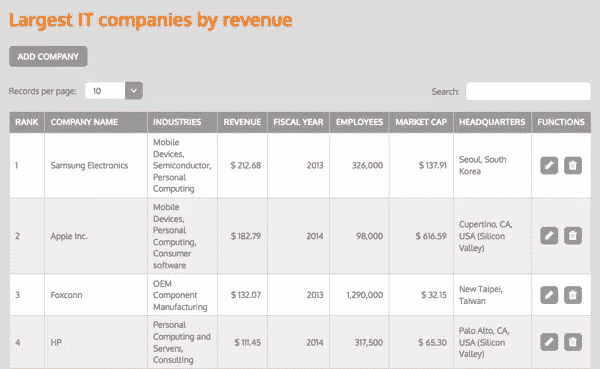 Largest IT companies by revenue
ADD COMPANY
Records per page: 10 Search:
RANK COMPANY NAME INDUSTRIES REVENUE FISCAL YEAR EMPLOYEES MARKET CAP HEADQUARTERS FUNCTIONS
1 Samsung Electronics Mobile Devices, Semiconductor, Personal Computing $ 212.68 2013 326,000 $ 137.91 Seoul, South Korea
2 Apple Inc. Mobile Devices, Personal Computing, Consumer software $ 182.79 2014 98,000 $ 616.59 Cupertino, CA, USA (Silicon Valley)
3 Foxconn OEM Component Manufacturing $ 132.07 2013 1,290,000 $ 32.15 New Taipei, Taiwan
4 HP Personal Computing and Servers, Consulting $ 111.45 2014 317,500 $ 65.30 Palo Alto, CA, USA (Silicon Valley)